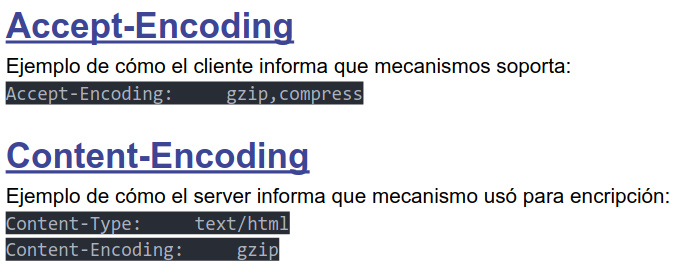 Accept-Encoding
Ejemplo de cómo el cliente informa que mecanismos soporta:
Accept-Encoding:     gzip,compress
Content-Encoding
Ejemplo de cómo el server informa que mecanismo usó para encripción:
Content-Type:     text/html
Content-Encoding:     gzip